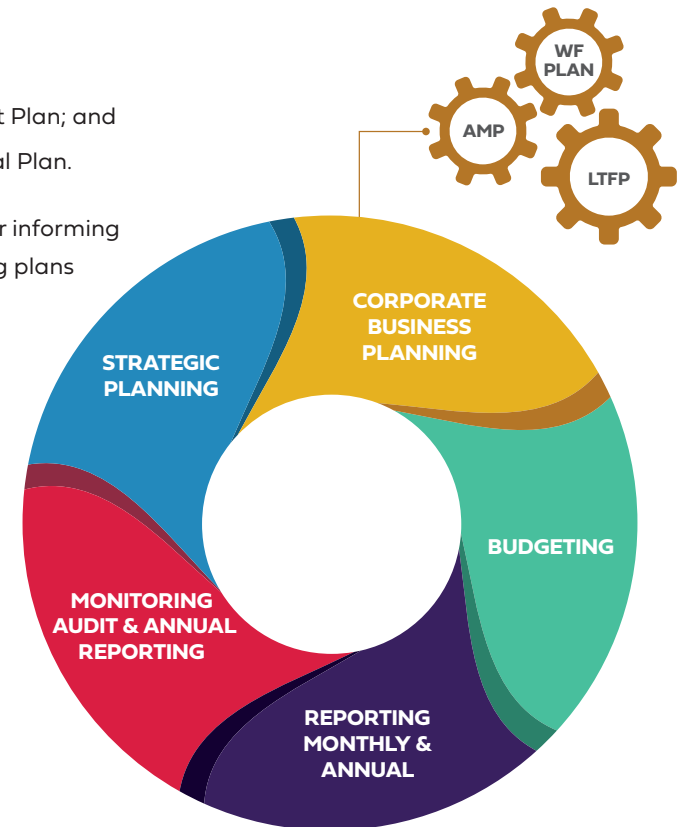 t Plan; and
al Plan.
r informing
g plans
WF
PLAN
AMP
LTFP
CORPORATE
BUSINESS
PLANNING
STRATEGIC
PLANNING
BUDGETING
MONITORING
AUDIT & ANNUAL
REPORTING
REPORTING
MONTHLY &
ANNUAL